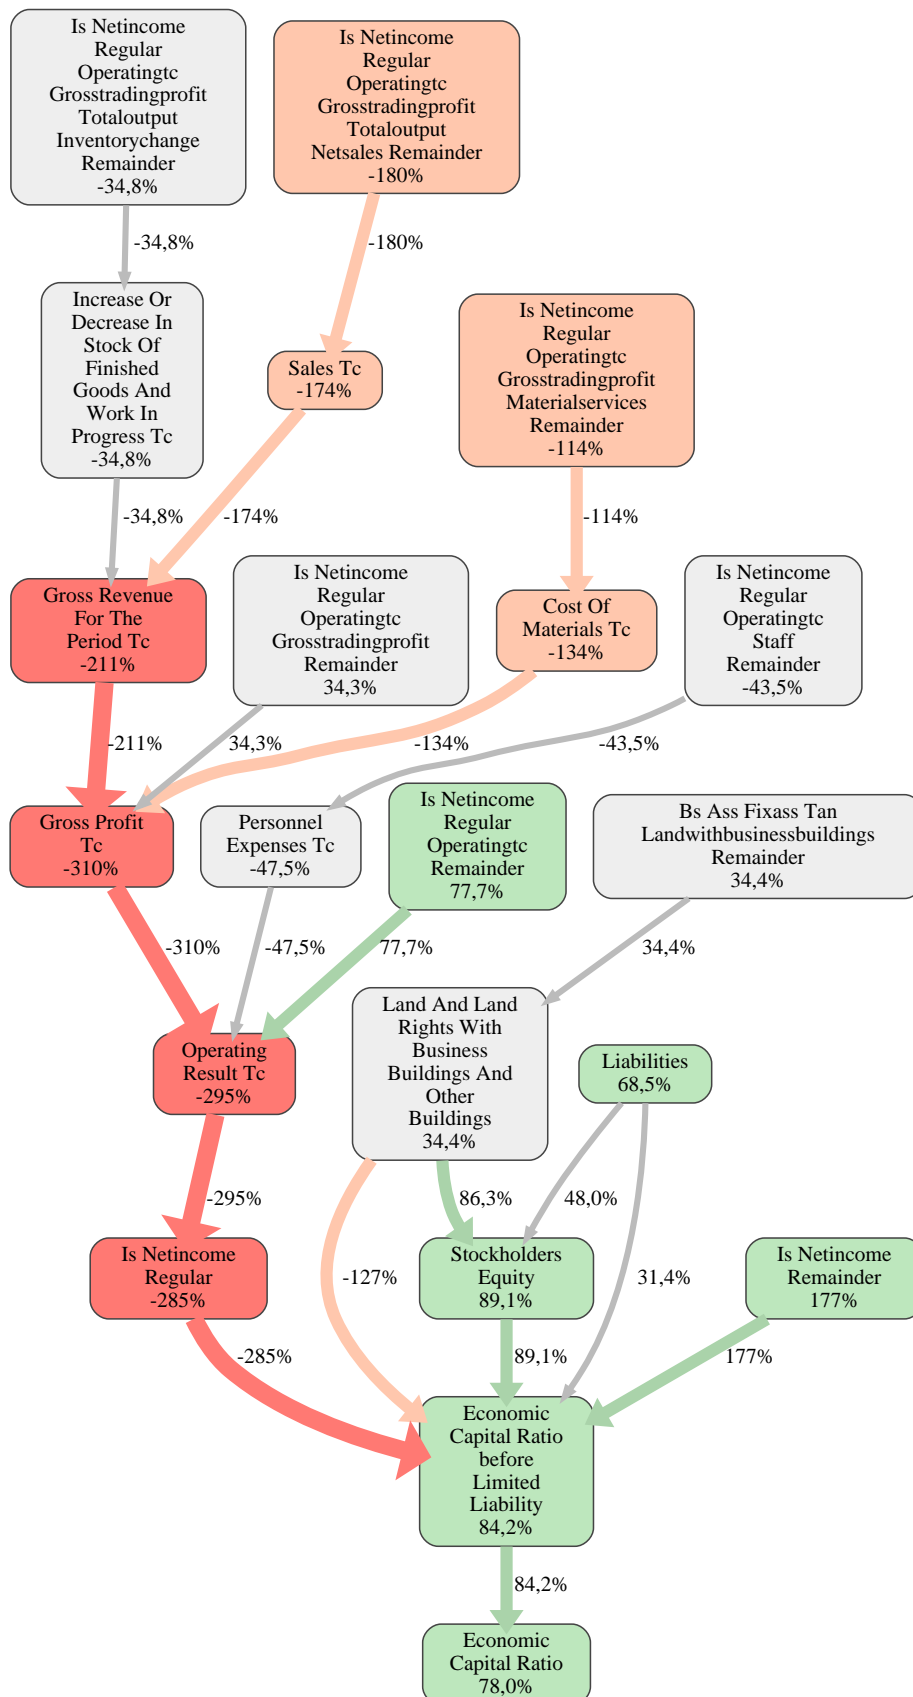 Is Netincome
Regular
Operatingtc
Grosstradingprofit
Totaloutput
Inventorychange
Remainder
-34,8%
Is Netincome
Regular
Operatingtc
Grosstradingprofit
Totaloutput
Netsales Remainder
-180%
-34,8%
-180%
Increase Or
Decrease In
Stock Of
Finished
Goods And
Work In
Progress Tc
-34,8%
Sales Tc
-174%
Is Netincome
Regular
Operatingtc
Grosstradingprofit
Materialservices
Remainder
-114%
-34,8%
-174%
-114%
Gross Revenue
For The
Period Tc
-211%
Is Netincome
Regular
Operatingtc
Grosstradingprofit
Remainder
34,3%
Cost Of
Materials Tc
-134%
Is Netincome
Regular
Operatingtc
Staff
Remainder
-43,5%
-211%
34,3%
-134%
-43,5%
Gross Profit
Tc
-310%
Personnel
Expenses Tc
-47,5%
Is Netincome
Regular
Operatingtc
Remainder
77,7%
Bs Ass Fixass Tan
Landwithbusinessbuildings
Remainder
34,4%
-310%
-47,5%
77,7%
34,4%
Operating
Result Tc
-295%
Land And Land
Rights With
Business
Buildings And
Other
Buildings
34,4%
Liabilities
68,5%
-295%
86,3%
48,0%
Is Netincome
Regular
-285%
-127%
Stockholders
Equity
89,1%
31,4%
Is Netincome
Remainder
177%
-285%
89,1%
177%
Economic
Capital Ratio
before
Limited
Liability
84,2%
84,2%
Economic
Capital Ratio
78,0%